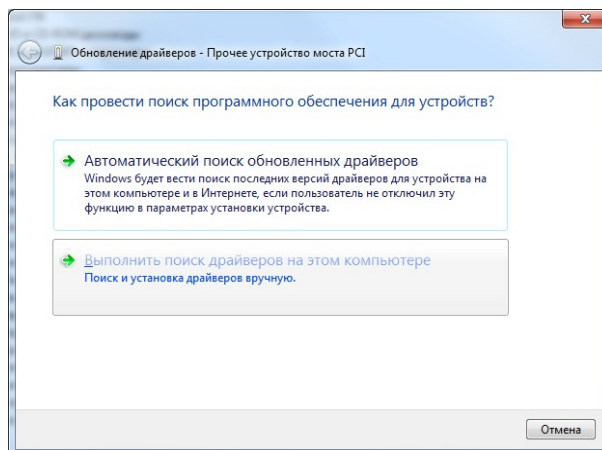 Обновление драйверов - Прочее устройство моста PCI
Как провести поиск программного обеспечения для устройств?
Автоматический поиск обновленных драйверов
Windows будет вести поиск последних версий драйверов для устройства на
этом компьютере и в Интернете, если пользователь не отключил эту
функцию в параметрах установки устройства.
Выполнить поиск драйверов на этом компьютере
Поиск и установка драйверов вручную.
Отмена